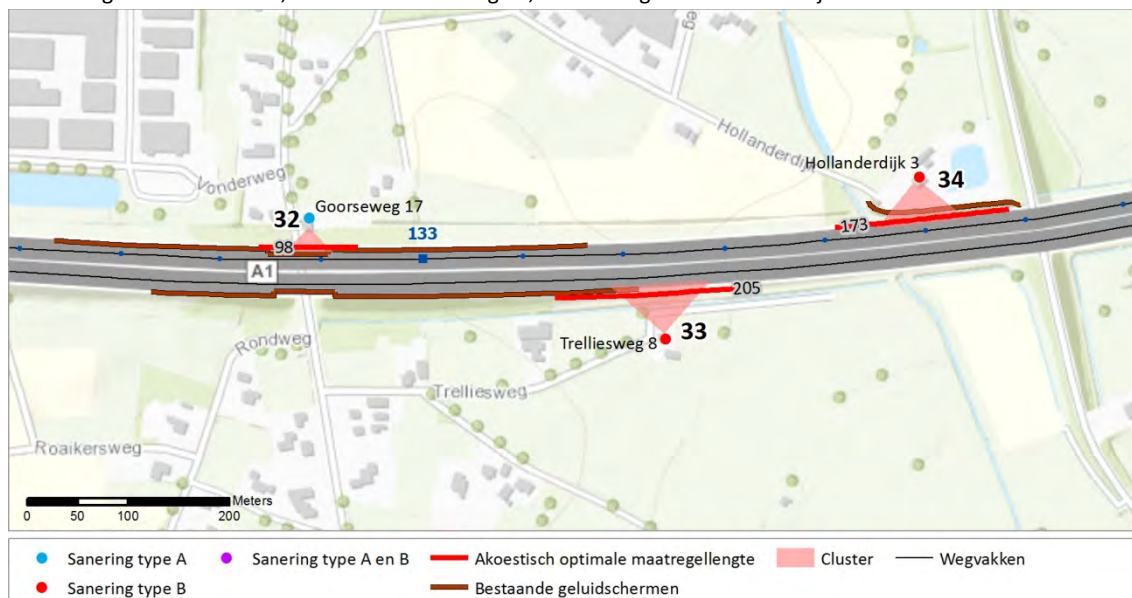 Vonderweg
Hollanderdijk
Hollanderdijk 3
34
Goorseweg 17
32
133
173
98
A1
205
33
Trelliesweg 8
Rondweg
Trelliesweg
Roaikersweg
Meters
0 50 100 200
Sanering type A
Sanering type A en B
Akoestisch optimale maatregellengte
Cluster
Wegvakken
Sanering type B
Bestaande geluidschermen